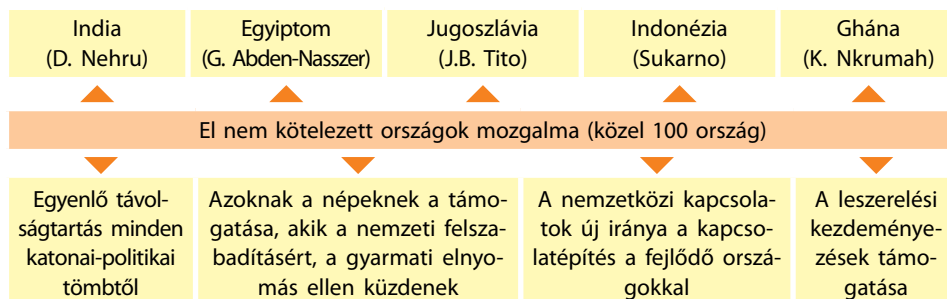 India
(D. Nehru)
Egyiptom
(G. Abden-Nasszer)
Jugoszlávia
(J.B. Tito)
Indonézia
(Sukarno)
Ghána
(K. Nkrumah)
El nem kötelezett országok mozgalma (közel 100 ország)
Egyenlő távol-
ságtartás minden
katonai-politikai
tömbtől
Azoknak a népeknek a támo-
gatása, akik a nemzeti felsza-
badításért, a gyarmati elnyo-
más ellen küzdenek
A nemzetközi kapcsola-
tok új iránya a kapcso-
latépítés a fejlődő orszá-
gokkal
A leszerelési
kezdeménye-
zések támo-
gatása